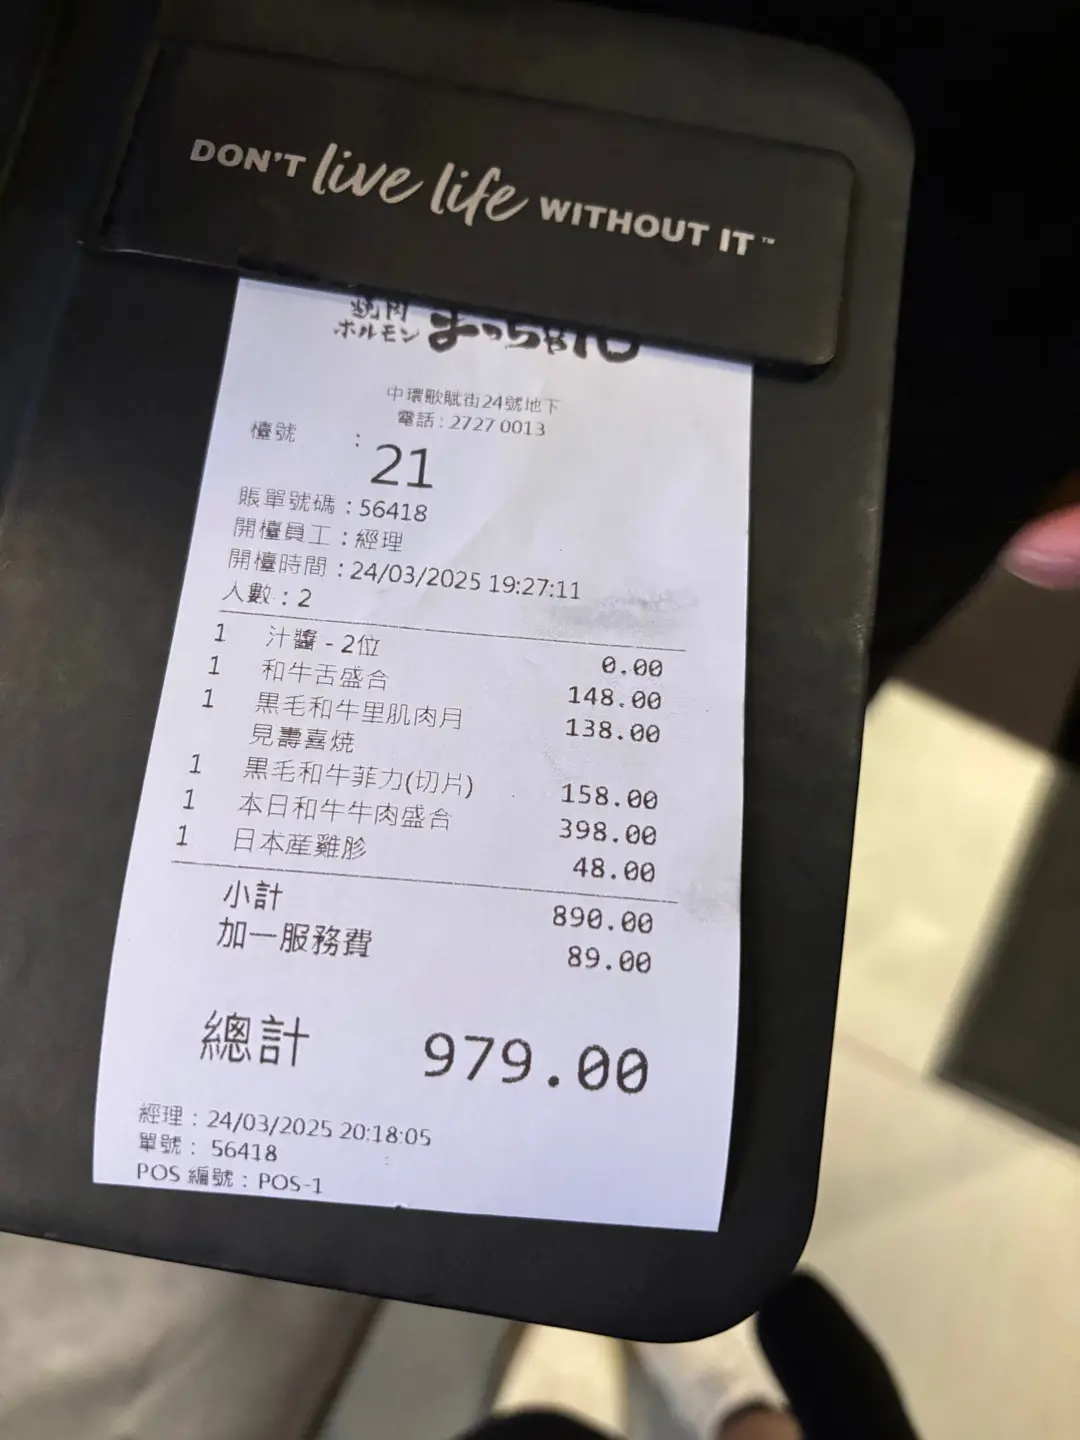 DON'T live life WITHOUT IT™
焼肉
ホルモン
中環歌賦街24號地下
電話 : 2727 0013
檯號 :
21
賬單號碼 : 56418
開檯員工 : 經理
開檯時間 : 24/03/2025 19:27:11
人數 : 2
1 汁醬 - 2位 0.00
1 和牛舌盛合 148.00
1 黒毛和牛里肌肉月 138.00
見壽喜燒
1 黒毛和牛菲力(切片) 158.00
1 本日和牛牛肉盛合 398.00
1 日本産雞胗 48.00
小計 890.00
加一服務費 89.00
總計 979.00
經理 : 24/03/2025 20:18:05
單號 : 56418
POS 編號 : POS-1